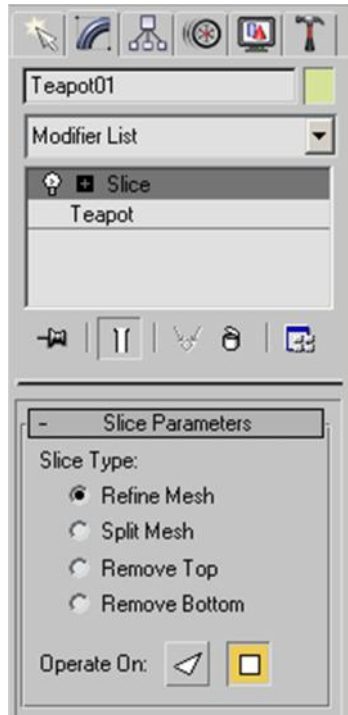 Teapot01
Modifier List
Slice
Teapot
Slice Parameters
Slice Type:
Refine Mesh
Split Mesh
Remove Top
Remove Bottom
Operate On: